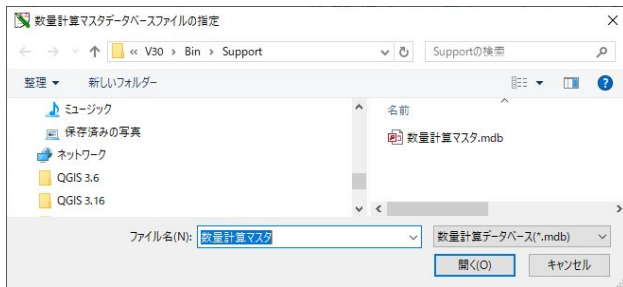 数量計算マスタデータベースファイルの指定
« V30 › Bin › Support
Supportの検索
整理
新しいフォルダー
ミュージック
保存済みの写真
ネットワーク
QGIS 3.6
QGIS 3.16
名前
数量計算マスタ.mdb
ファイル名(N): 数量計算マスタ
数量計算データベース(*.mdb)
開く(O)
キャンセル